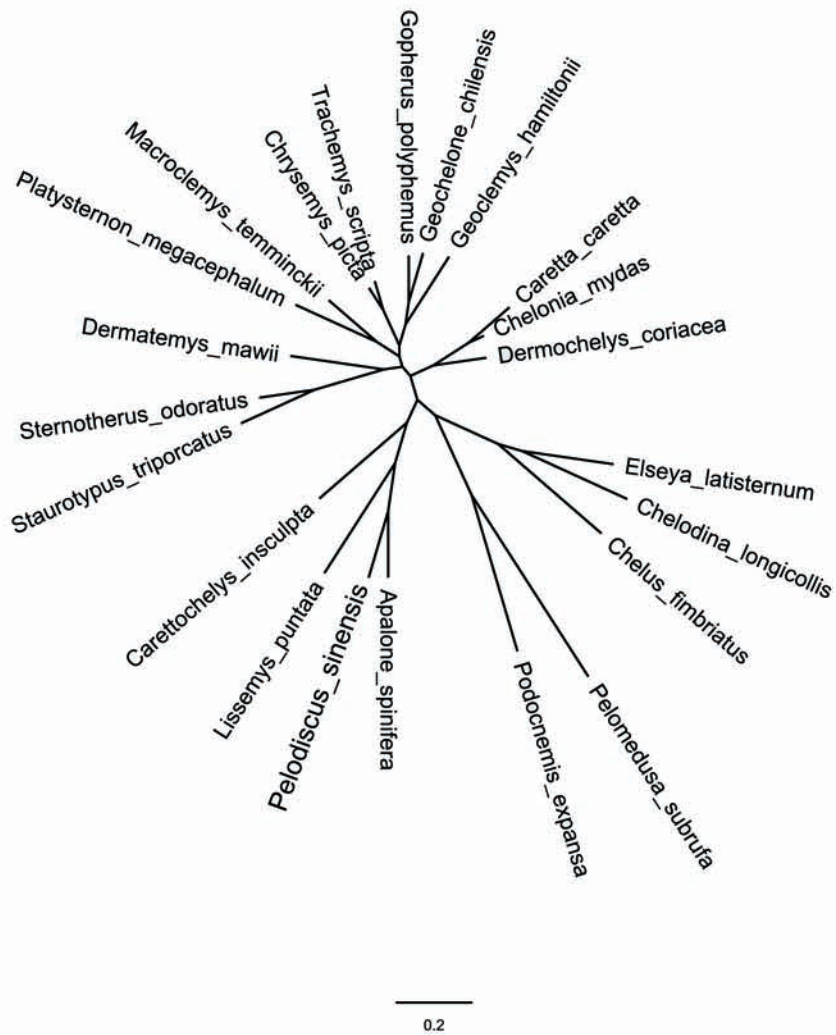 Gopherus_polyphemus
Geochelone_chilensis
Geoclemys_hamiltonii
Trachemys_scripta
Chrysemys_picta
Macroclemys_temminckii
Platysternon_megacephalum
Caretta_caretta
Chelonia_mydas
Dermochelys_coriacea
Dermatemys_mawii
Sternotherus_odoratus
Staurotypus_triporcatus
Elseya_latisternum
Chelodina_longicollis
Chelus_fimbriatus
Carettochelys_insculpta
Lissemys_puntata
Pelodiscus_sinensis
Apalone_spinifera
Podocnemis_expansa
Pelomedusa_subrufa
0.2